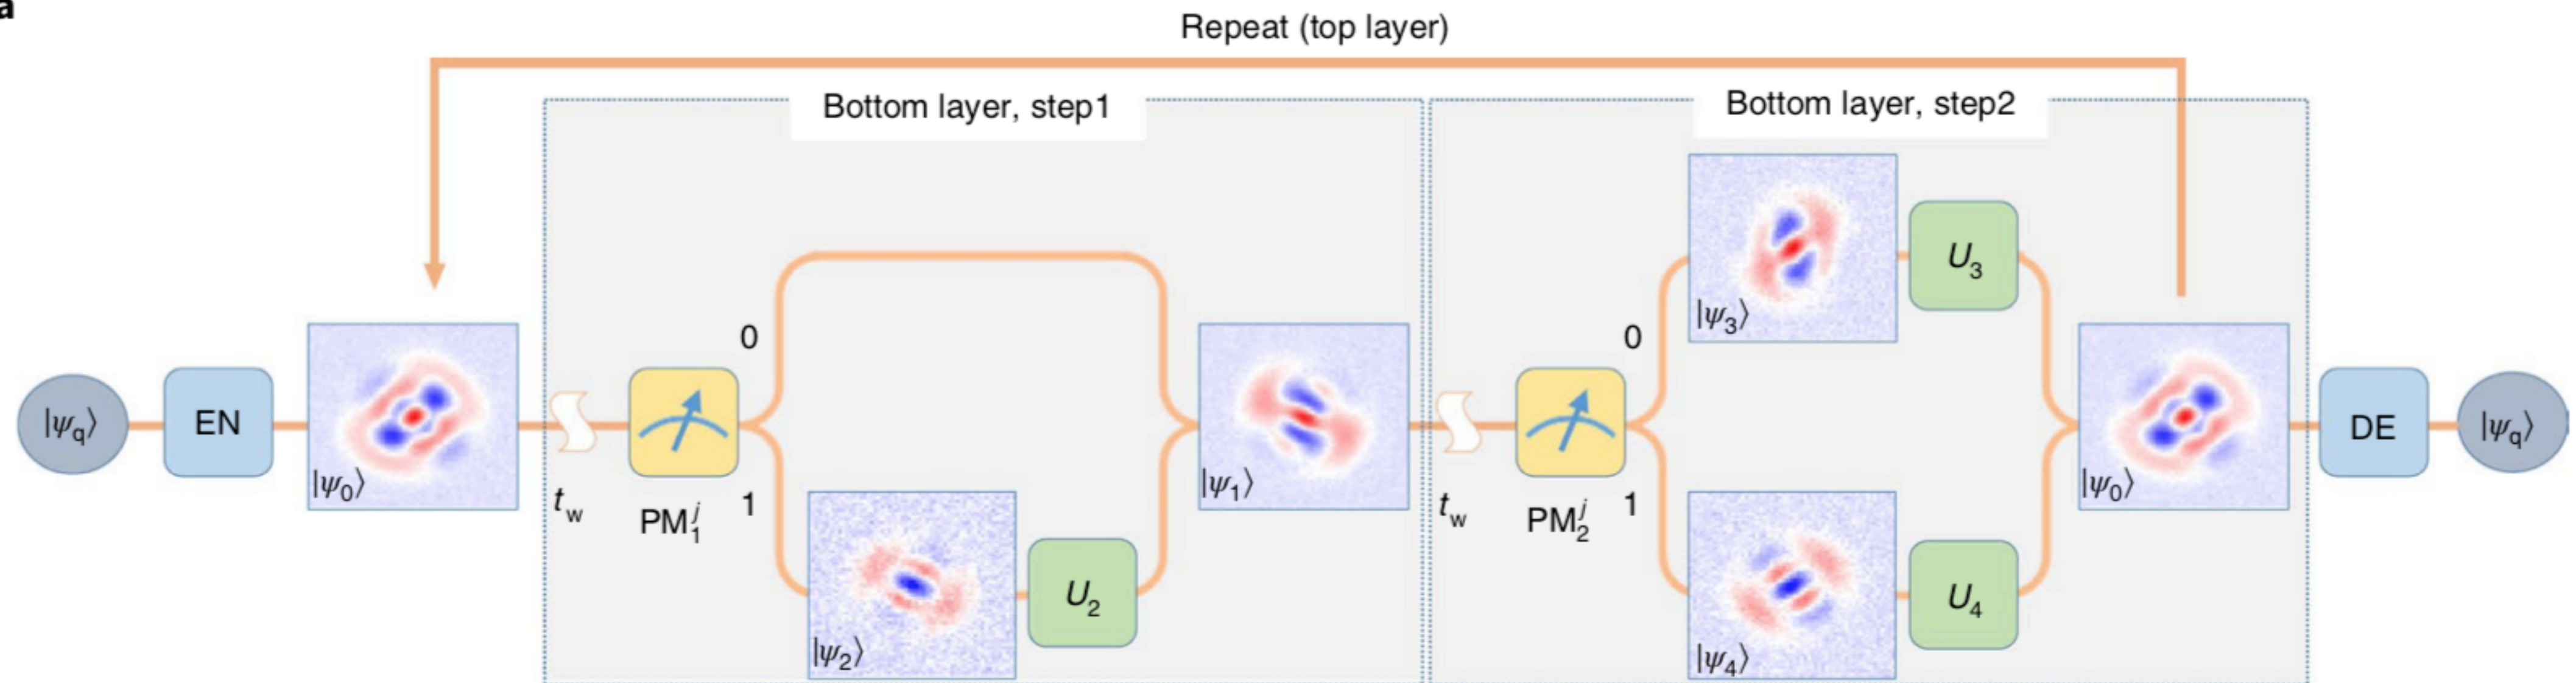 a
Repeat (top layer)
Bottom layer, step1
Bottom layer, step2
|ψq⟩
EN
|ψ0⟩
tw
PM1j
0
1
|ψ2⟩
U2
|ψ1⟩
tw
PM2j
0
1
|ψ3⟩
U3
|ψ4⟩
U4
|ψ0⟩
DE
|ψq⟩